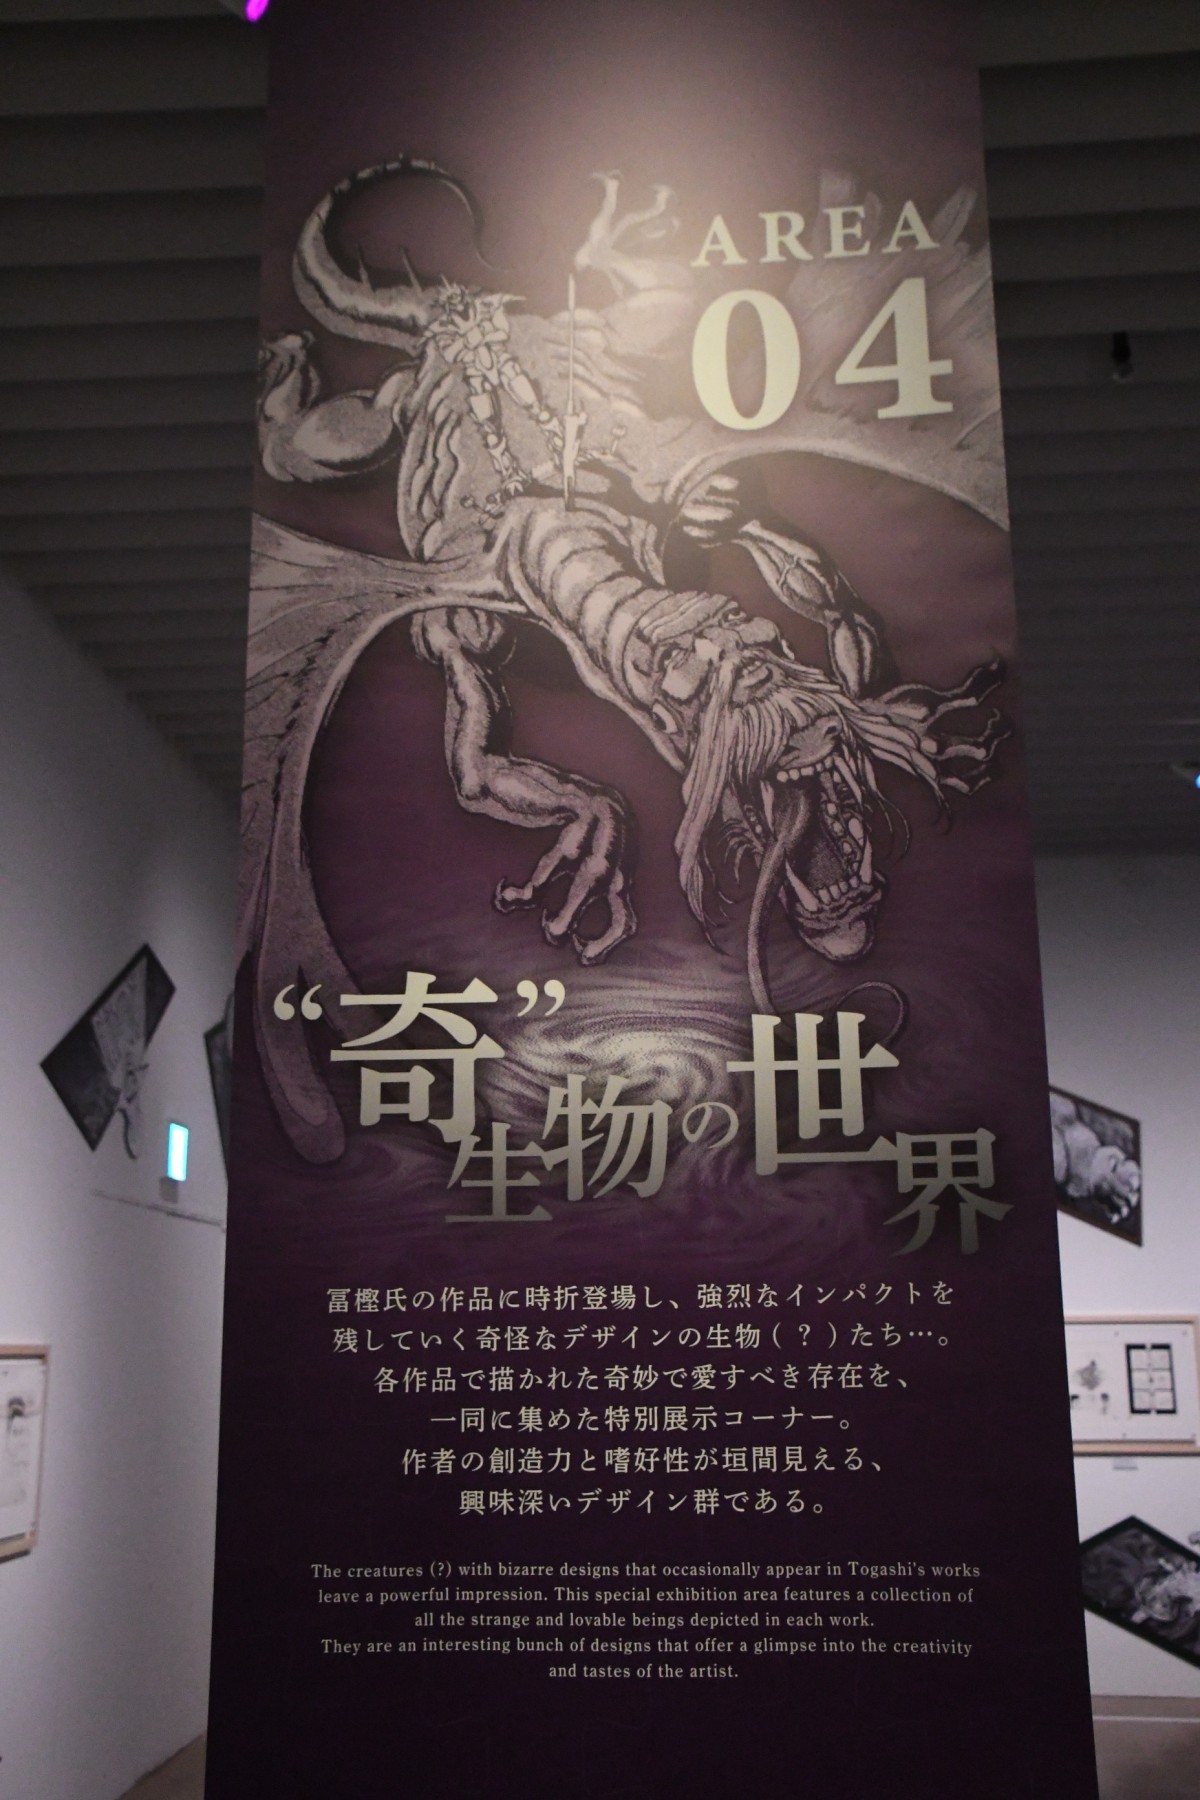 AREA
04
“奇”生物の世界
冨樫氏の作品に時折登場し、強烈なインパクトを
残していく奇怪なデザインの生物(？)たち…。
各作品で描かれた奇妙で愛すべき存在を、
一同に集めた特別展示コーナー。
作者の創造力と嗜好性が垣間見える、
興味深いデザイン群である。
The creatures (?) with bizarre designs that occasionally appear in Togashi's works
leave a powerful impression. This special exhibition area features a collection of
all the strange and lovable beings depicted in each work.
They are an interesting bunch of designs that offer a glimpse into the creativity
and tastes of the artist.